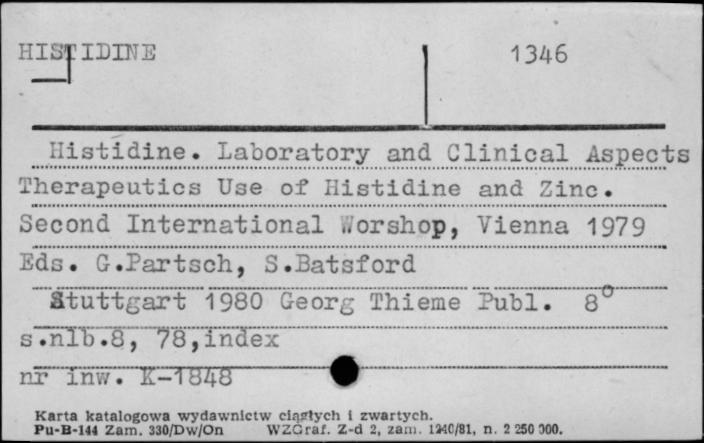 HISTIDINE 1346
Histidine. Laboratory and Clinical Aspects
Therapeutics Use of Histidine and Zinc.
Second International Worshop, Vienna 1979
Eds. G.Partsch, S.Batsford
Stuttgart 1980 Georg Thieme Publ. 8°
s.nlb.8, 78,index
nr inw. K-1848
Karta katalogowa wydawnictw ciągłych i zwartych.
Pu-B-144 Zam. 330/Dw/On WZGraf. Z-d 2, zam. 1240/81, n. 2 250 000.